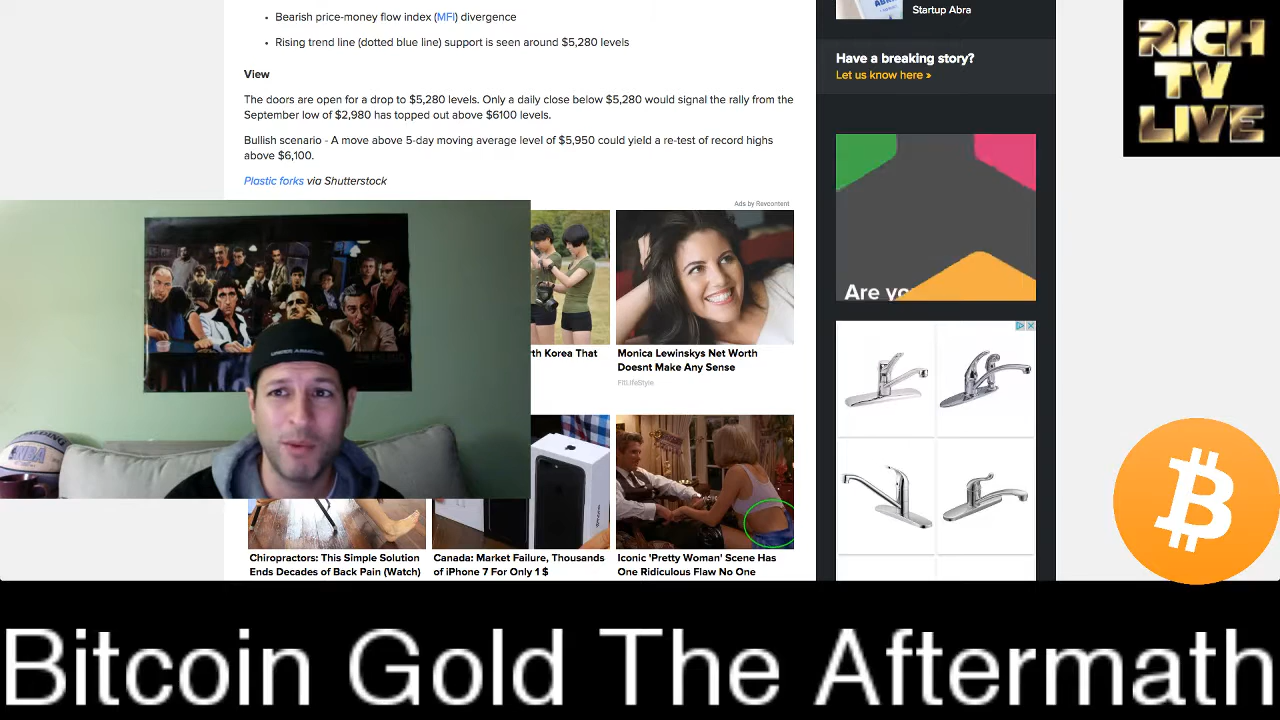 Bearish price-money flow index (MFI) divergence
Rising trend line (dotted blue line) support is seen around $5,280 levels
View
The doors are open for a drop to $5,280 levels. Only a daily close below $5,280 would signal the rally from the
September low of $2,980 has topped out above $6100 levels.
Bullish scenario - A move above 5-day moving average level of $5,950 could yield a re-test of record highs
above $6,100.
Plastic forks via Shutterstock
Ads by Revcontent
th Korea That
Monica Lewinskys Net Worth
Doesnt Make Any Sense
FitLifeStyle
Chiropractors: This Simple Solution
Ends Decades of Back Pain (Watch)
Canada: Market Failure, Thousands
of iPhone 7 For Only 1 $
Iconic 'Pretty Woman' Scene Has
One Ridiculous Flaw No One
Startup Abra
Have a breaking story?
Let us know here »
Are yo
RICH
TV
LIVE
SPALDING
NBA
UNDER ARMOUR
Bitcoin Gold The Aftermath